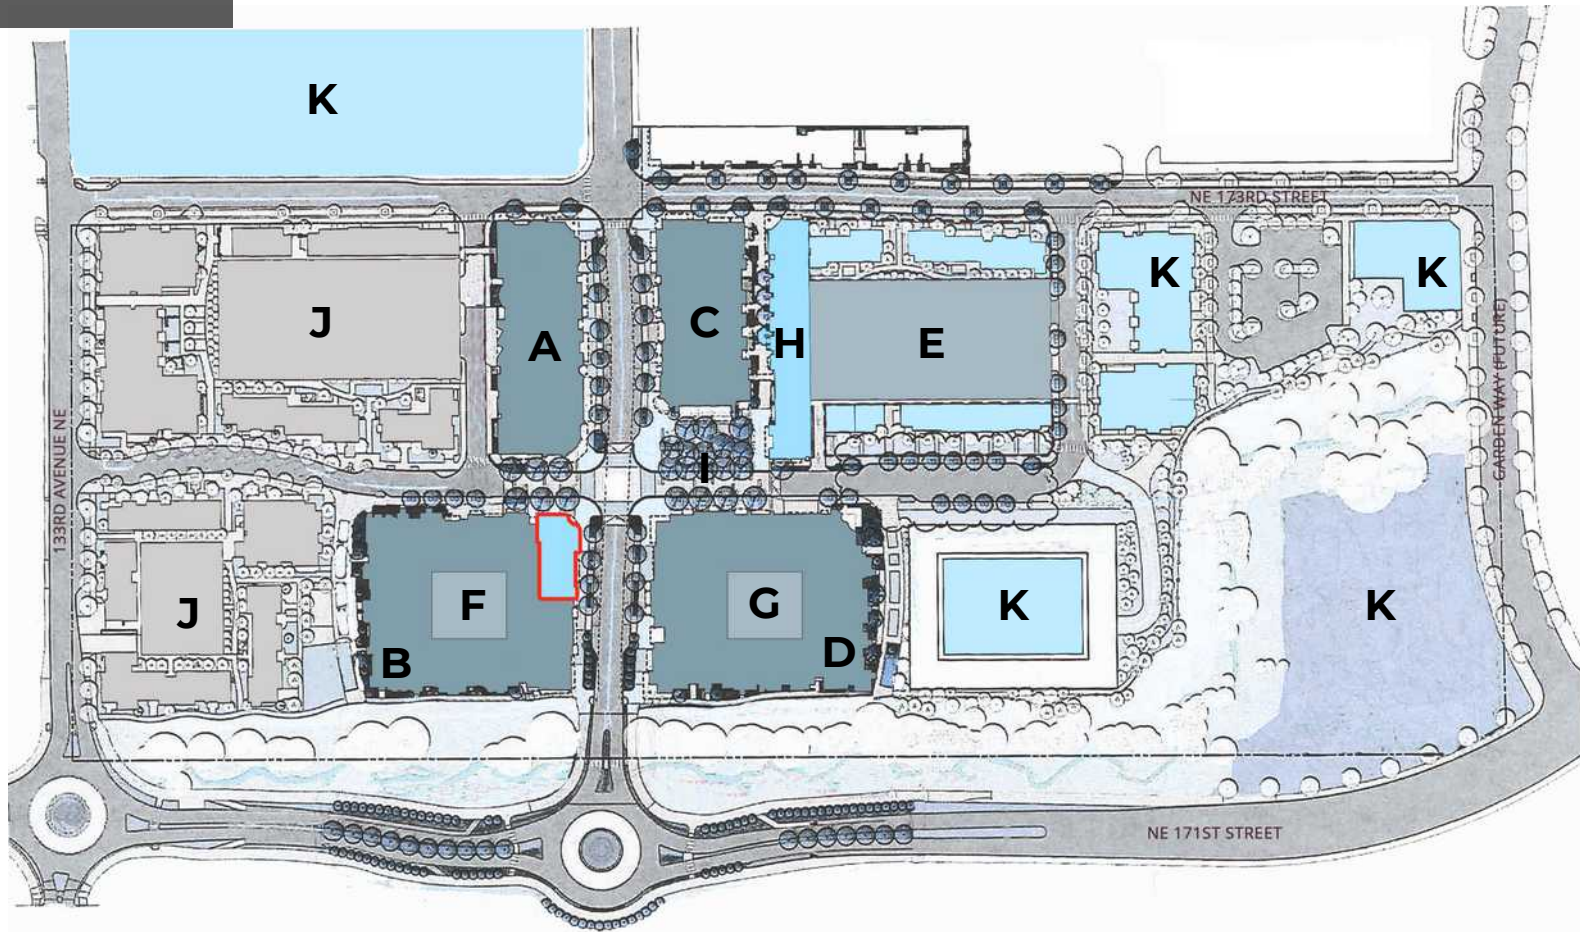 K
NE 173RD STREET
K
K
J
A
C
H
E
I
GARDEN WAY (FUTURE)
133RD AVENUE NE
J
F
B
G
D
K
K
NE 171ST STREET